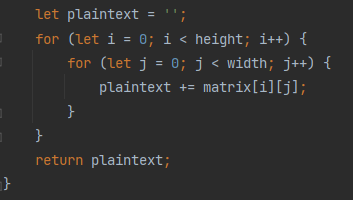 let plaintext = '';
for (let i = 0; i < height; i++) {
for (let j = 0; j < width; j++) {
plaintext += matrix[i][j];
}
}
return plaintext;
}